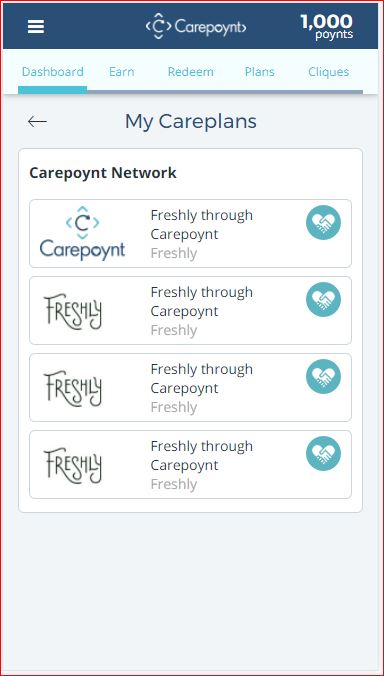 Carepoynt
1,000
poynts
Dashboard Earn Redeem Plans Cliques
My Careplans
Carepoynt Network
Carepoynt
Freshly through
Carepoynt
Freshly
FRESHLY
Freshly through
Carepoynt
Freshly
FRESHLY
Freshly through
Carepoynt
Freshly
FRESHLY
Freshly through
Carepoynt
Freshly